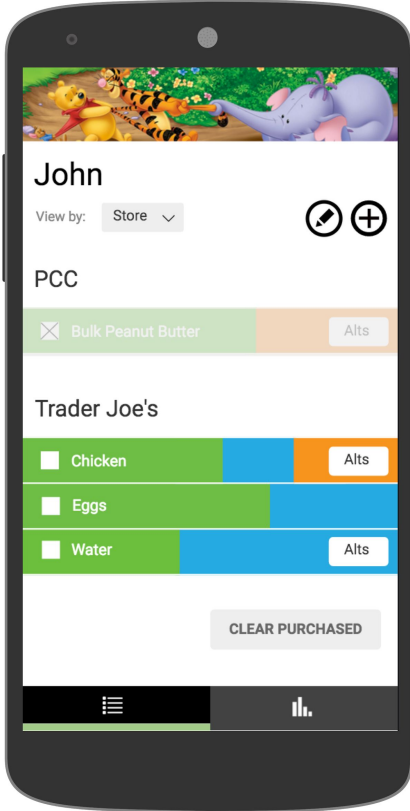 John
View by: Store
PCC
Bulk Peanut Butter Alts
Trader Joe's
Chicken Alts
Eggs
Water Alts
CLEAR PURCHASED